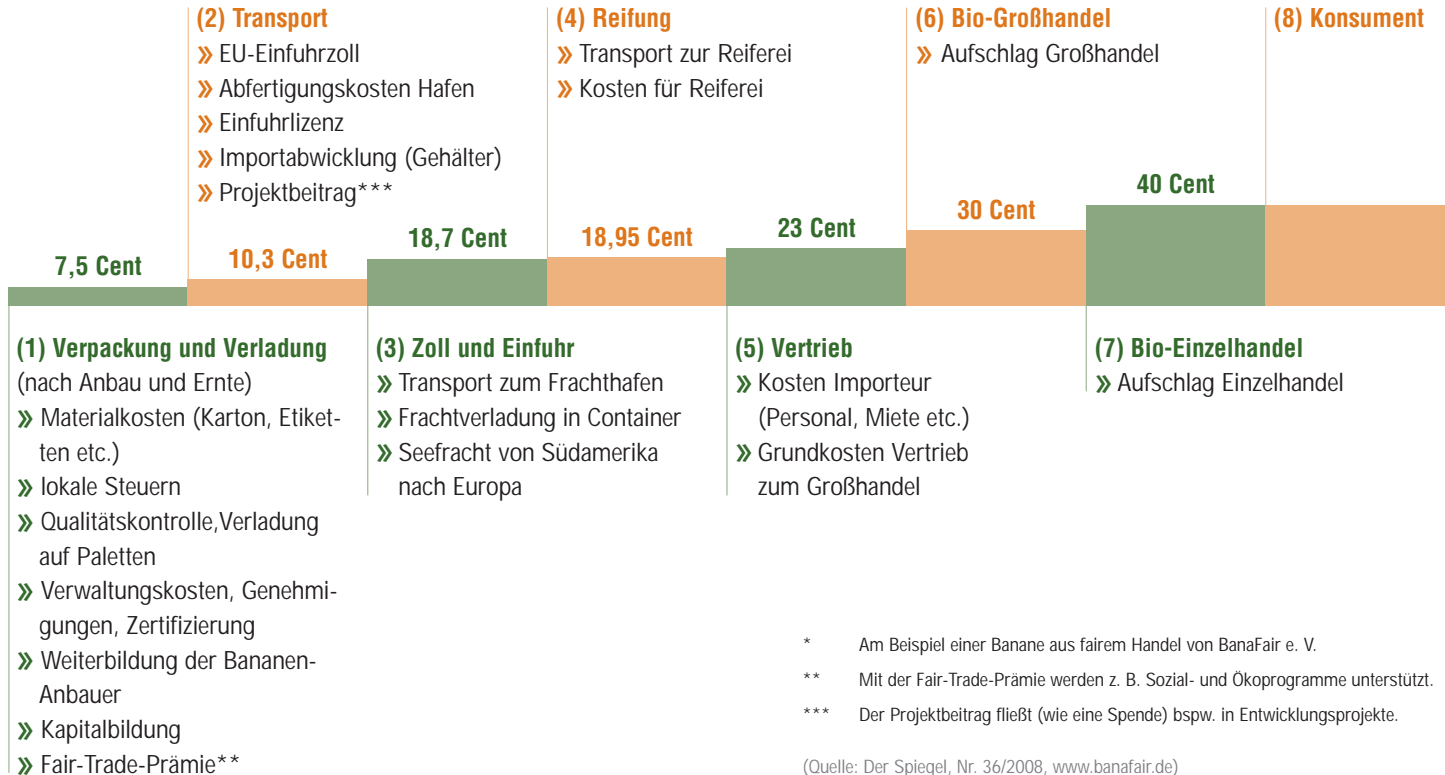 (2) Transport
» EU-Einfuhrzoll
» Abfertigungskosten Hafen
» Einfuhrlizenz
» Importabwicklung (Gehälter)
» Projektbeitrag***
(4) Reifung
» Transport zur Reiferei
» Kosten für Reiferei
(6) Bio-Großhandel
» Aufschlag Großhandel
(8) Konsument
7,5 Cent
10,3 Cent
18,7 Cent
18,95 Cent
23 Cent
30 Cent
40 Cent
(1) Verpackung und Verladung
(nach Anbau und Ernte)
» Materialkosten (Karton, Etiket-
ten etc.)
» lokale Steuern
» Qualitätskontrolle,Verladung
auf Paletten
» Verwaltungskosten, Genehmi-
gungen, Zertifizierung
» Weiterbildung der Bananen-
Anbauer
» Kapitalbildung
» Fair-Trade-Prämie**
(3) Zoll und Einfuhr
» Transport zum Frachthafen
» Frachtverladung in Container
» Seefracht von Südamerika
nach Europa
(5) Vertrieb
» Kosten Importeur
(Personal, Miete etc.)
» Grundkosten Vertrieb
zum Großhandel
(7) Bio-Einzelhandel
» Aufschlag Einzelhandel
* Am Beispiel einer Banane aus fairem Handel von BanaFair e. V.
** Mit der Fair-Trade-Prämie werden z. B. Sozial- und Ökoprogramme unterstützt.
*** Der Projektbeitrag fließt (wie eine Spende) bspw. in Entwicklungsprojekte.
(Quelle: Der Spiegel, Nr. 36/2008, www.banafair.de)